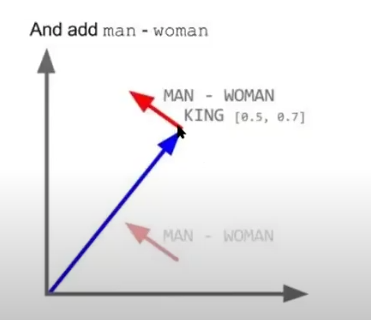 And add man - woman
MAN - WOMAN
KING [0.5, 0.7]
MAN - WOMAN